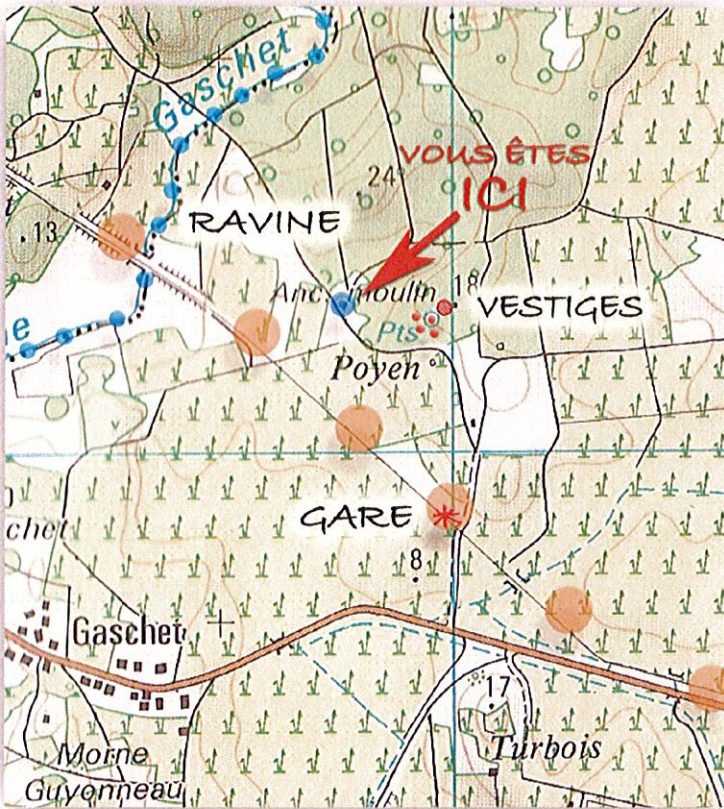 Gaschet
VOUS ÊTES
ICI
24
RAVINE
13
Anc. moulin
18
VESTIGES
Pts
Poyen
GARE
chet
8
Gaschet
17
Turbois
Morne
Guyonneau